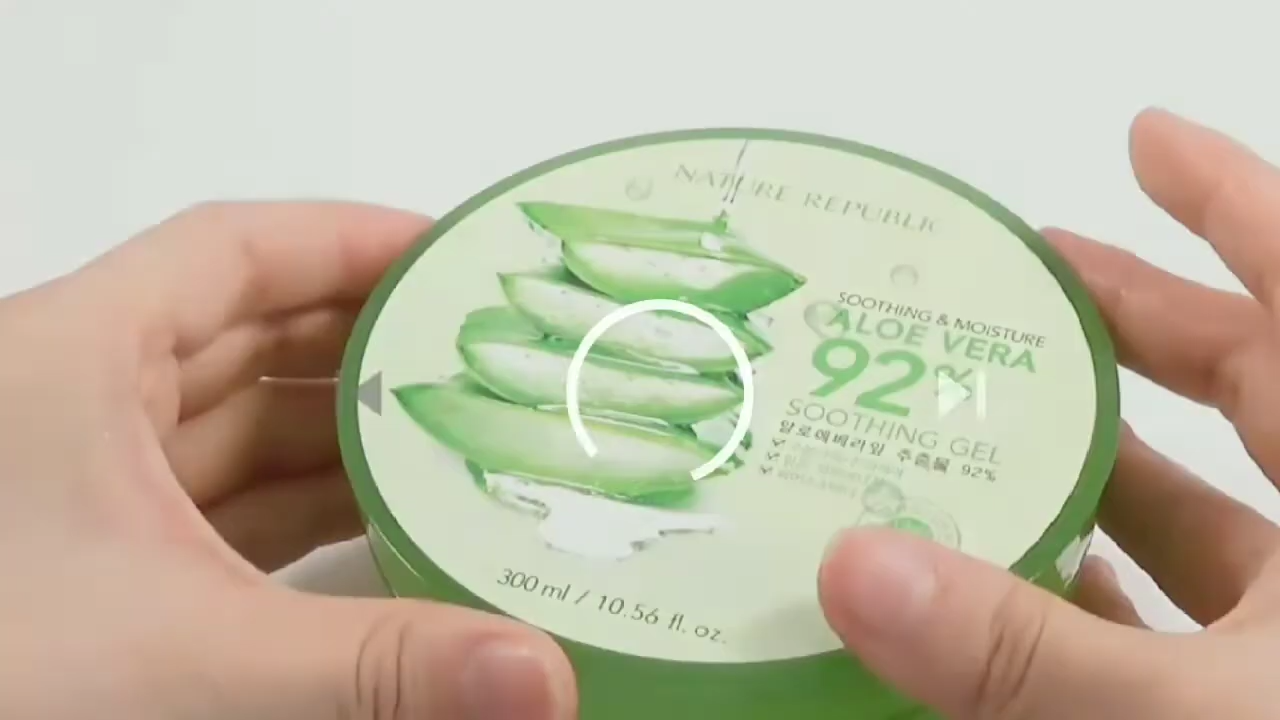 NATURE REPUBLIC
SOOTHING & MOISTURE
ALOE VERA
92%
SOOTHING GEL
알로에베라잎 추출물 92%
300 ml / 10.56 fl. oz.